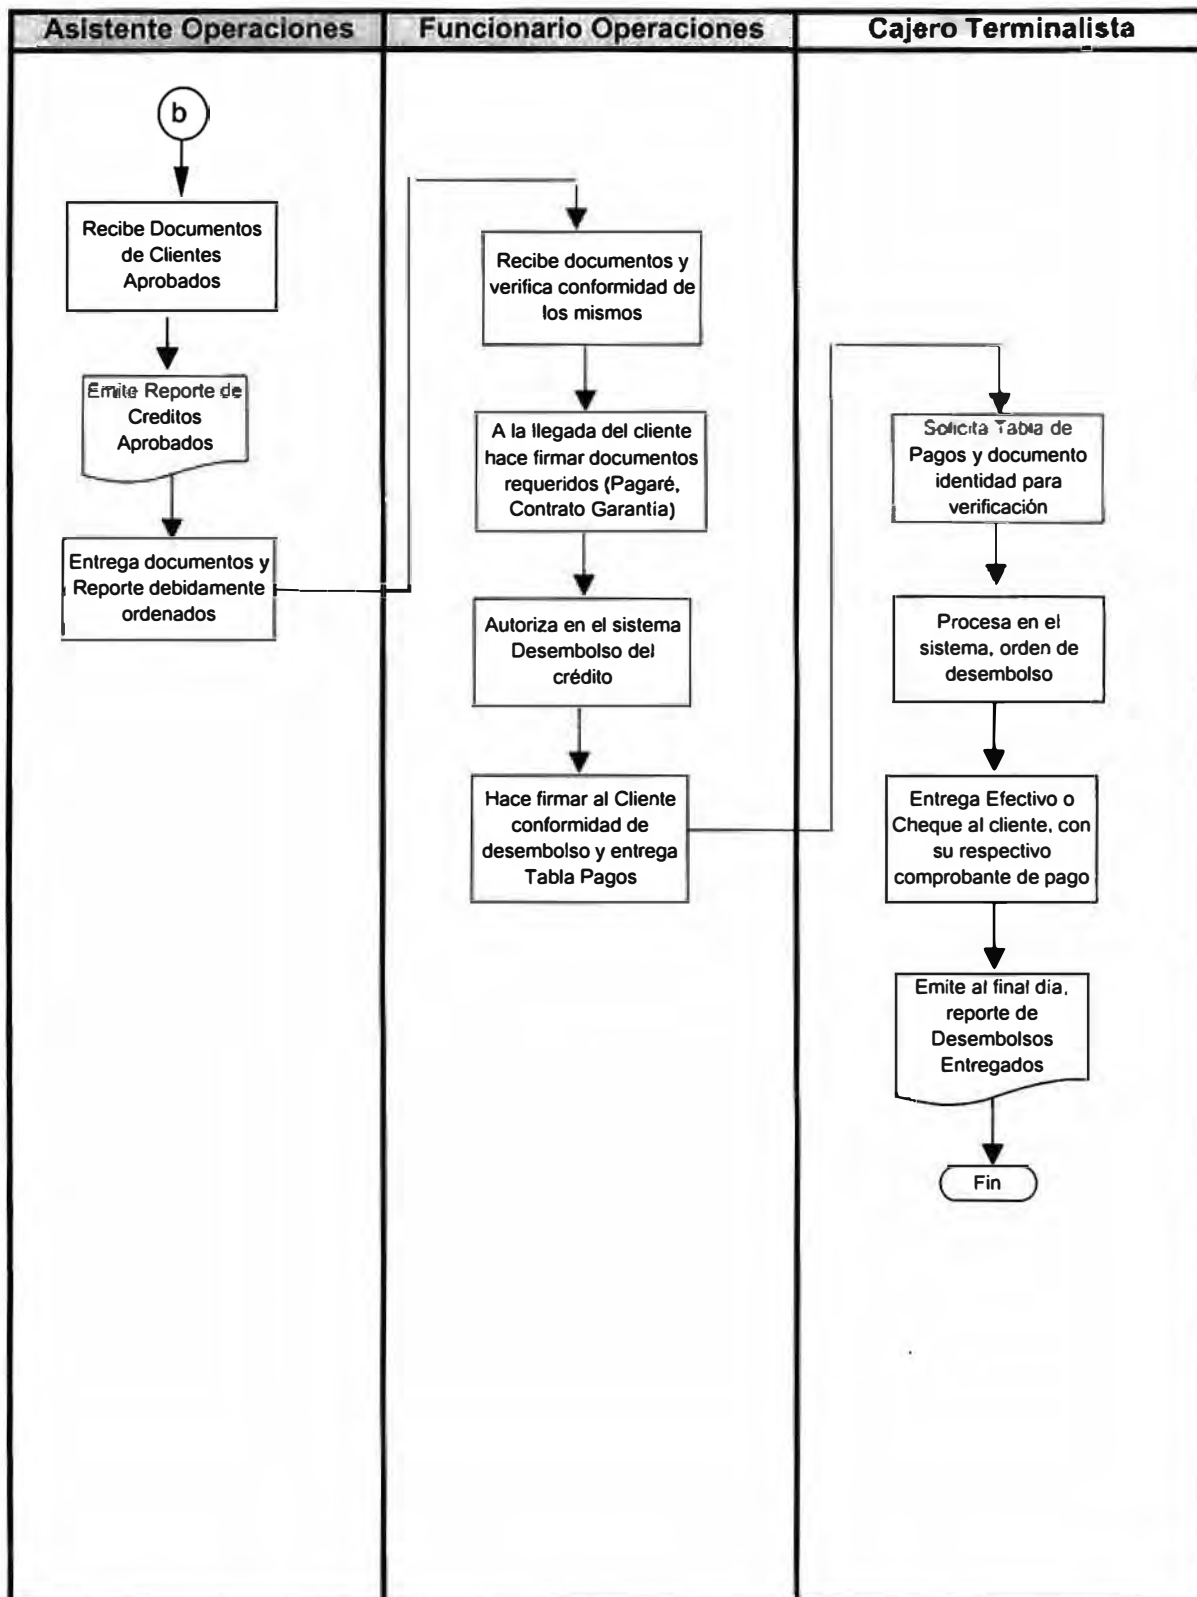 Asistente Operaciones
Funcionario Operaciones
Cajero Terminalista
b
Recibe Documentos
de Clientes
Aprobados
Emite Reporte de
Creditos
Aprobados
Entrega documentos y
Reporte debidamente
ordenados
Recibe documentos y
verifica conformidad de
los mismos
A la llegada del cliente
hace firmar documentos
requeridos (Pagaré,
Contrato Garantía)
Autoriza en el sistema
Desembolso del
crédito
Hace firmar al Cliente
conformidad de
desembolso y entrega
Tabla Pagos
Solicita Tabla de
Pagos y documento
identidad para
verificación
Procesa en el
sistema, orden de
desembolso
Entrega Efectivo o
Cheque al cliente, con
su respectivo
comprobante de pago
Emite al final dia,
reporte de
Desembolsos
Entregados
Fin